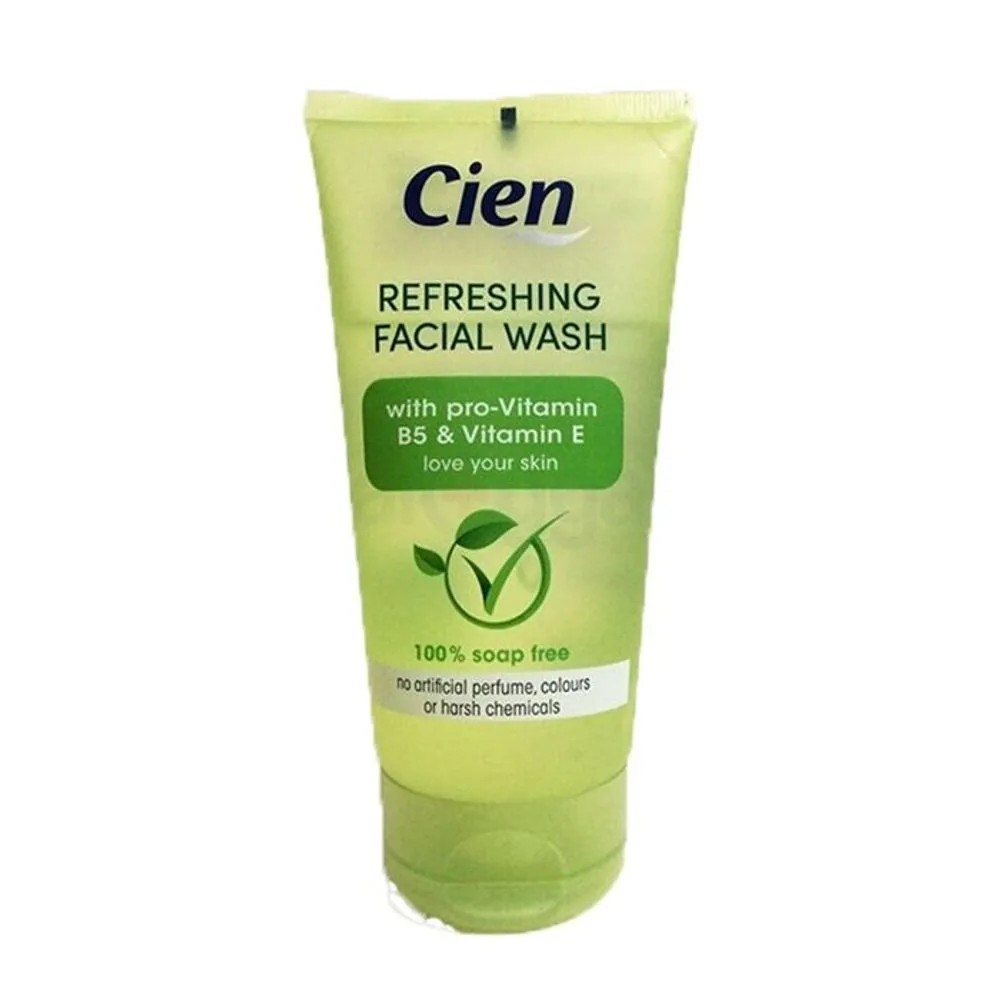 Cien
REFRESHING
FACIAL WASH
with pro-Vitamin
B5 & Vitamin E
love your skin
100% soap free
no artificial perfume, colours
or harsh chemicals